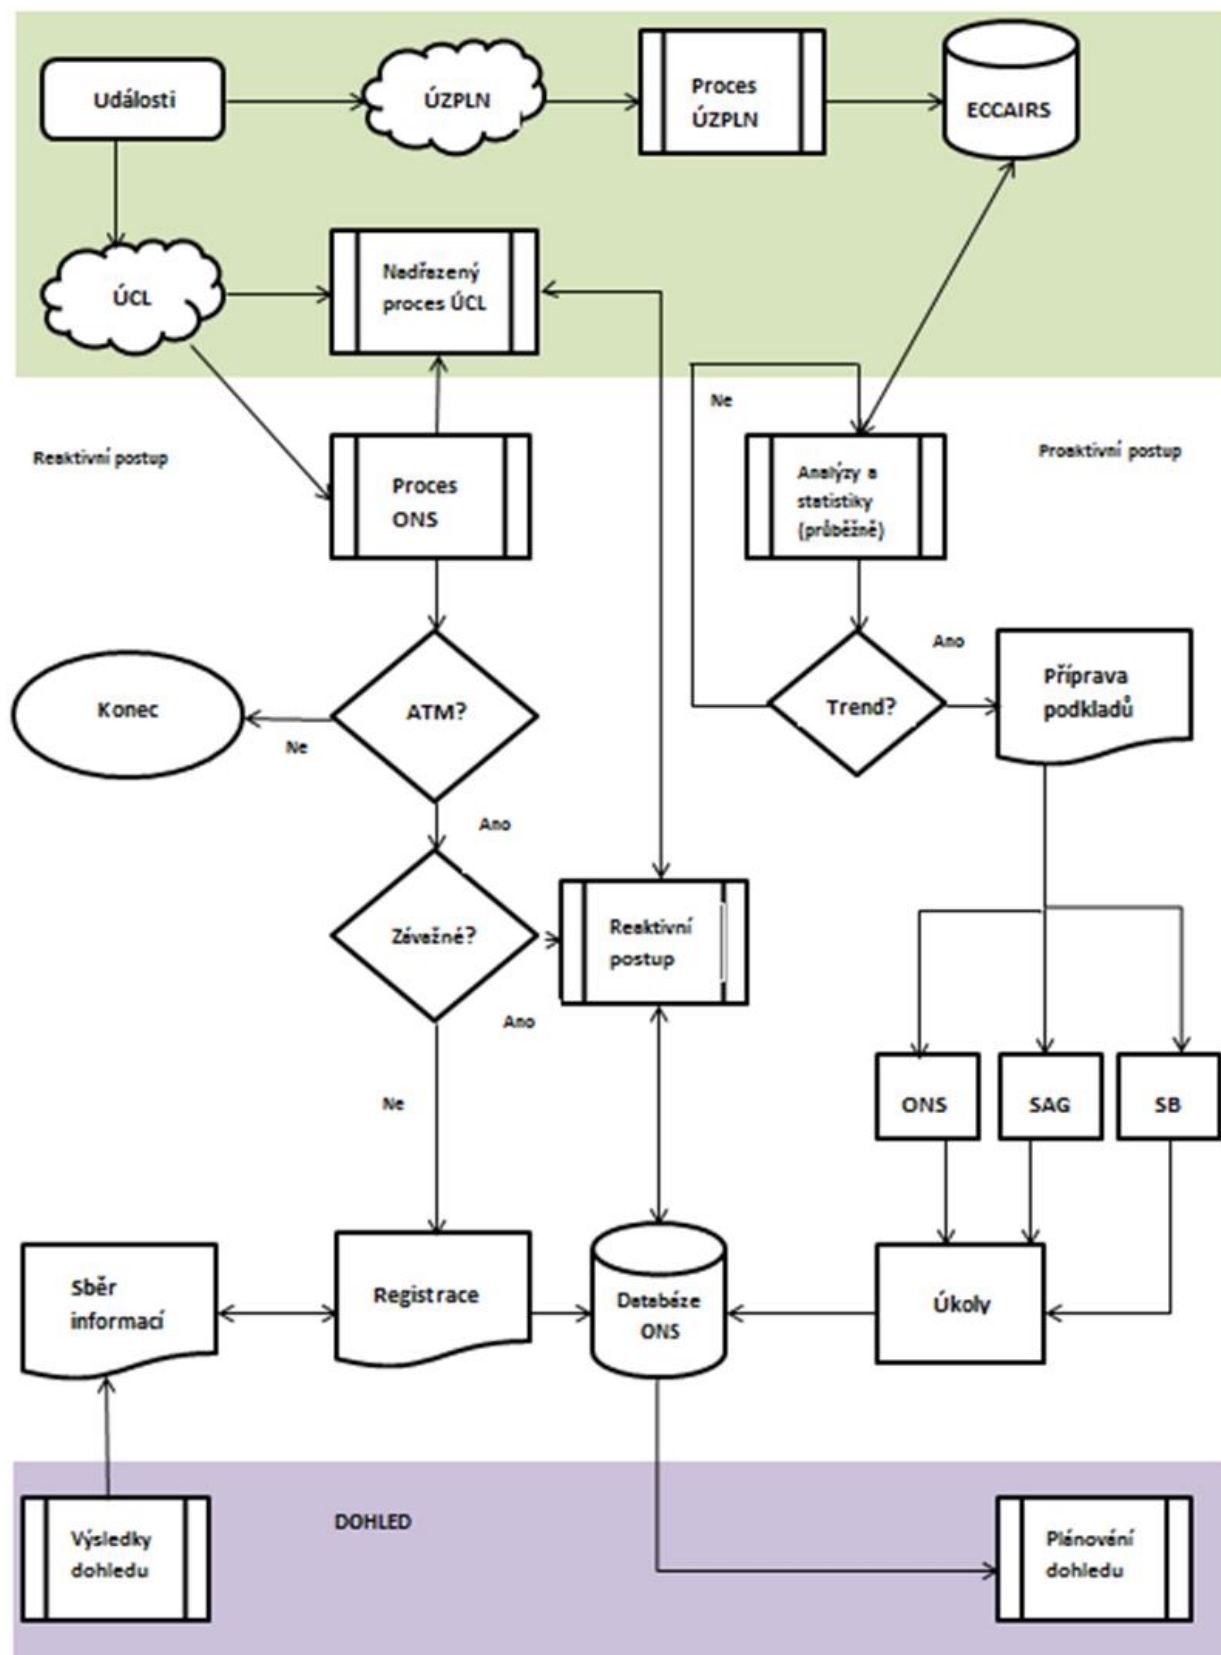 Události
ÚZPLN
Proces
ÚZPLN
ECCAIRS
ÚCL
Nadřazený
proces ÚCL
Ne
Reaktivní postup
Proces
ONS
Analýzy a
statistiky
(průběžně)
Proaktivní postup
Ano
Konec
Ne
ATM?
Trend?
Příprava
podkladů
Ano
Závažné?
Reaktivní
postup
Ano
Ne
ONS
SAG
SB
Sběr
informací
Registrace
Databáze
ONS
Úkoly
DOHLED
Výsledky
dohledu
Plánování
dohledu